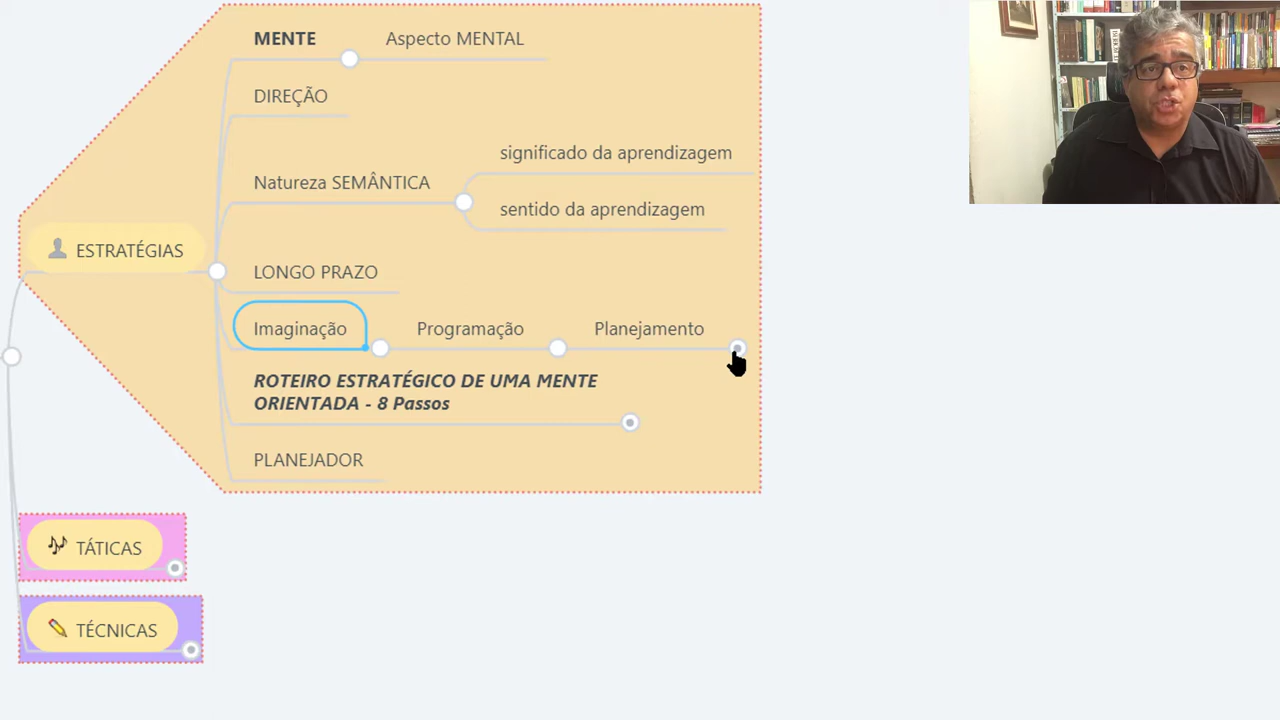 MENTE
Aspecto MENTAL
DIREÇÃO
significado da aprendizagem
Natureza SEMÂNTICA
sentido da aprendizagem
ESTRATÉGIAS
LONGO PRAZO
Imaginação
Programação
Planejamento
ROTEIRO ESTRATÉGICO DE UMA MENTE
ORIENTADA - 8 Passos
PLANEJADOR
TÁTICAS
TÉCNICAS